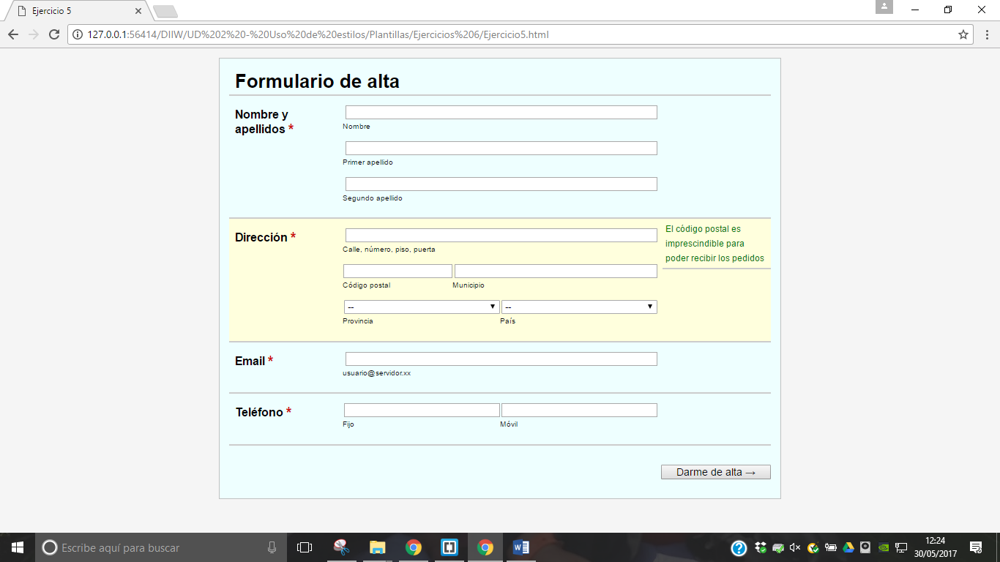 Ejercicio 5
127.0.0.1:56414/DIIW/UD%202%20-%20Uso%20de%20estilos/Plantillas/Ejercicios%206/Ejercicio5.html
Formulario de alta
Nombre y
apellidos *
Nombre
Primer apellido
Segundo apellido
Dirección *
Calle, número, piso, puerta
El código postal es
imprescindible para
poder recibir los pedidos
Código postal Municipio
-- --
Provincia País
Email *
usuario@servidor.xx
Teléfono *
Fijo Móvil
Darme de alta →
Escribe aquí para buscar
12:24
30/05/2017